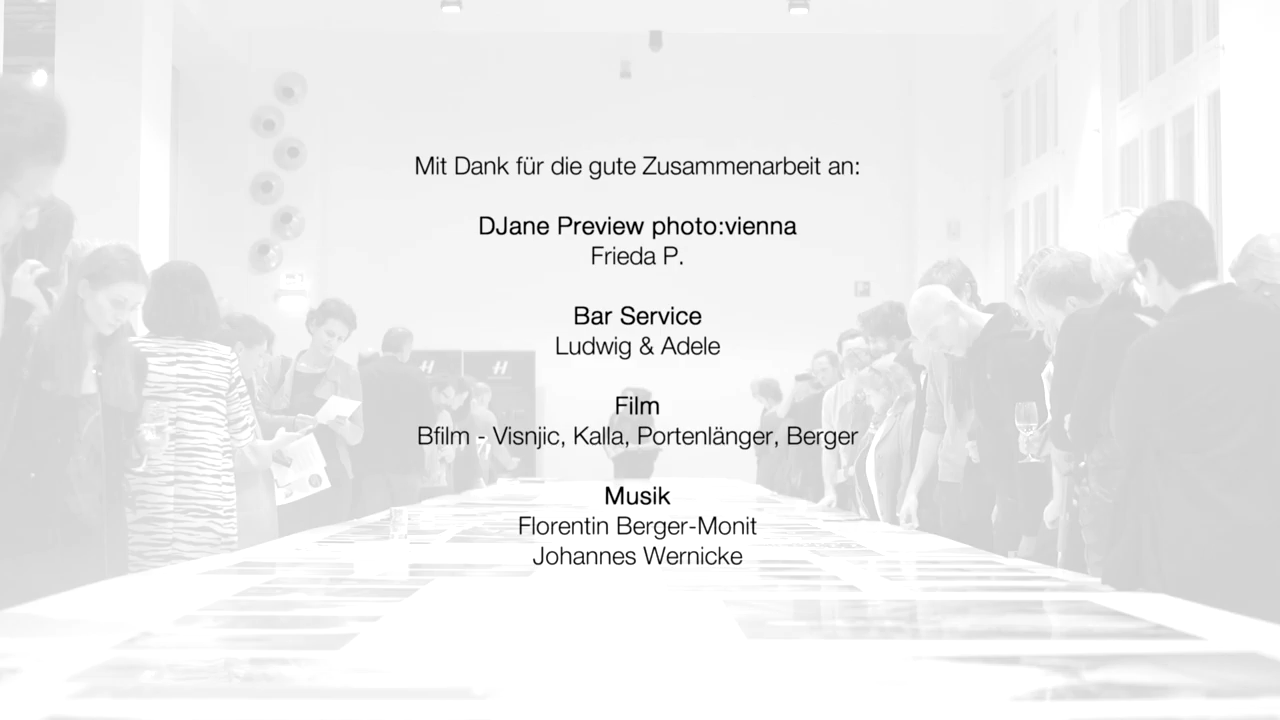 Mit Dank für die gute Zusammenarbeit an:
DJane Preview photo:vienna
Frieda P.
Bar Service
Ludwig & Adele
Film
Bfilm - Visnjic, Kalla, Portenlänger, Berger
Musik
Florentin Berger-Monit
Johannes Wernicke